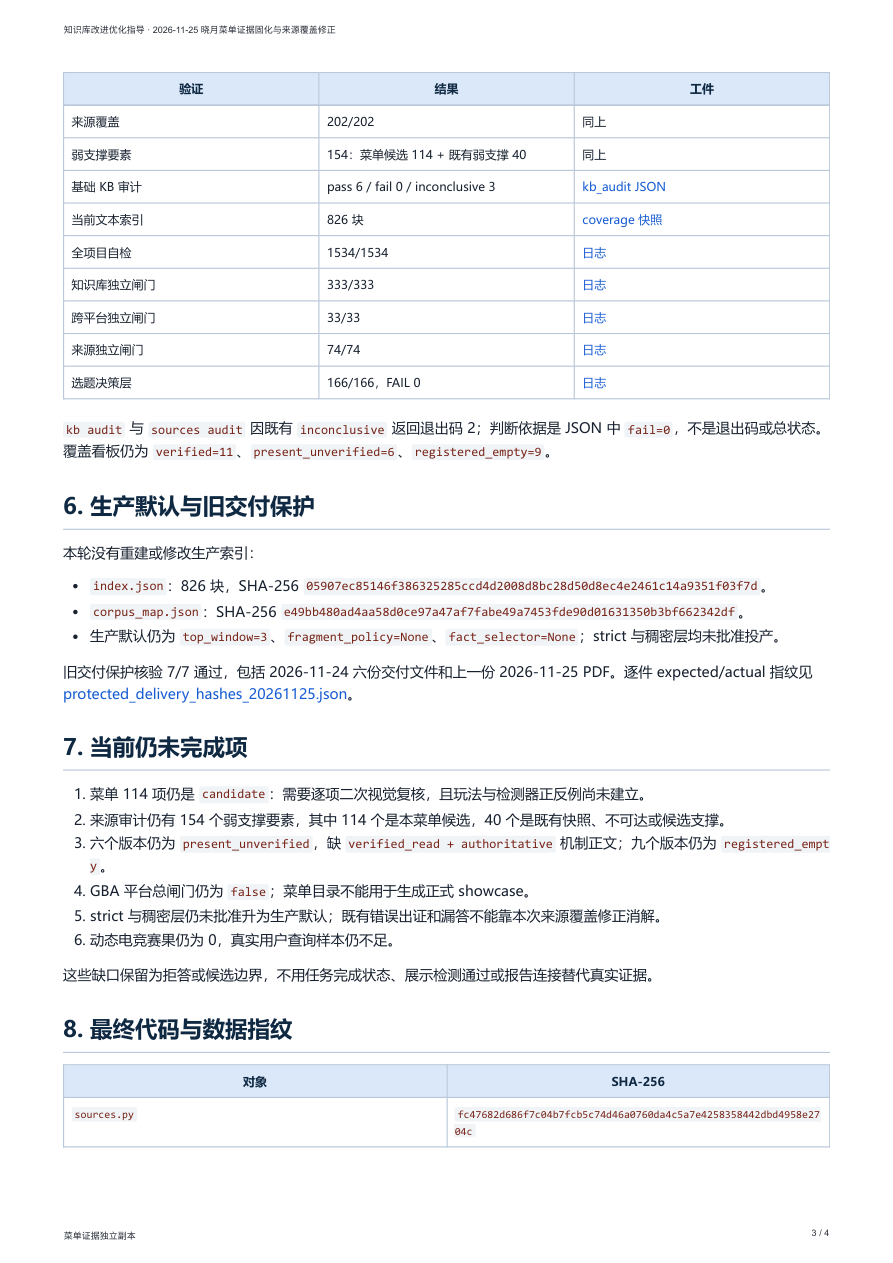 知识库改进优化指导 · 2026-11-25 晓月菜单证据固化与来源覆盖修正
验证 结果 工件
来源覆盖 202/202 同上
弱支撑要素 154：菜单候选 114 + 既有弱支撑 40 同上
基础 KB 审计 pass 6 / fail 0 / inconclusive 3 kb_audit JSON
当前文本索引 826 块 coverage 快照
全项目自检 1534/1534 日志
知识库独立闸门 333/333 日志
跨平台独立闸门 33/33 日志
来源独立闸门 74/74 日志
选题决策层 166/166，FAIL 0 日志
kb audit 与 sources audit 因既有 inconclusive 返回退出码 2；判断依据是 JSON 中 fail=0，不是退出码或总状态。
覆盖看板仍为 verified=11、present_unverified=6、registered_empty=9。
6. 生产默认与旧交付保护
本轮没有重建或修改生产索引：
• index.json：826 块，SHA-256 05907ec85146f386325285ccd4d2008d8bc28d50d8ec4e2461c14a9351f03f7d。
• corpus_map.json：SHA-256 e49bb480ad4aa58d0ce97a47af7fabe49a7453fde90d01631350b3bf662342df。
• 生产默认仍为 top_window=3、fragment_policy=None、fact_selector=None；strict 与稠密层均未批准投产。
旧交付保护核验 7/7 通过，包括 2026-11-24 六份交付文件和上一份 2026-11-25 PDF。逐件 expected/actual 指纹见
protected_delivery_hashes_20261125.json。
7. 当前仍未完成项
1. 菜单 114 项仍是 candidate：需要逐项二次视觉复核，且玩法与检测器正反例尚未建立。
2. 来源审计仍有 154 个弱支撑要素，其中 114 个是本菜单候选，40 个是既有快照、不可达或候选支撑。
3. 六个版本仍为 present_unverified，缺 verified_read + authoritative 机制正文；九个版本仍为 registered_empt
y。
4. GBA 平台总闸门仍为 false；菜单目录不能用于生成正式 showcase。
5. strict 与稠密层仍未批准升为生产默认；既有错误出证和漏答不能靠本次来源覆盖修正消解。
6. 动态电竞赛果仍为 0，真实用户查询样本仍不足。
这些缺口保留为拒答或候选边界，不用任务完成状态、展示检测通过或报告连接替代真实证据。
8. 最终代码与数据指纹
对象 SHA-256
sources.py fc47682d686f7c04b7fcb5c74d46a0760da4c5a7e4258358442dbd4958e27
04c
菜单证据独立副本 3 / 4